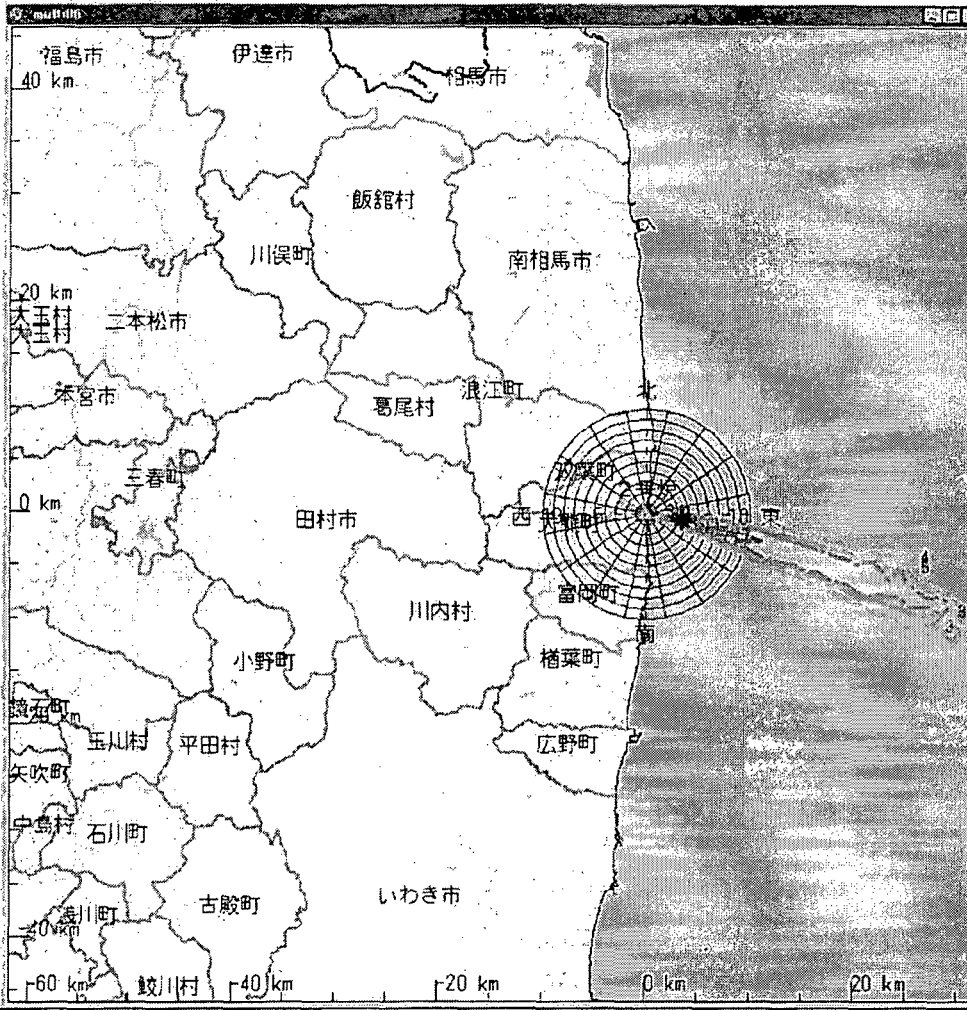 福島市
伊達市
40 km
相馬市
飯舘村
川俣町
南相馬市
20 km
大玉村
大玉村
二本松市
本宮市
浪江町
北
葛尾村
双葉町
三春町
0 km
田村市
西
東
富岡町
川内村
南
小野町
楢葉町
玉川村
平田村
広野町
矢吹町
中島村
石川町
いわき市
古殿町
浅川町
-40 km
鮫川村
-60 km
-40 km
-20 km
0 km
20 km